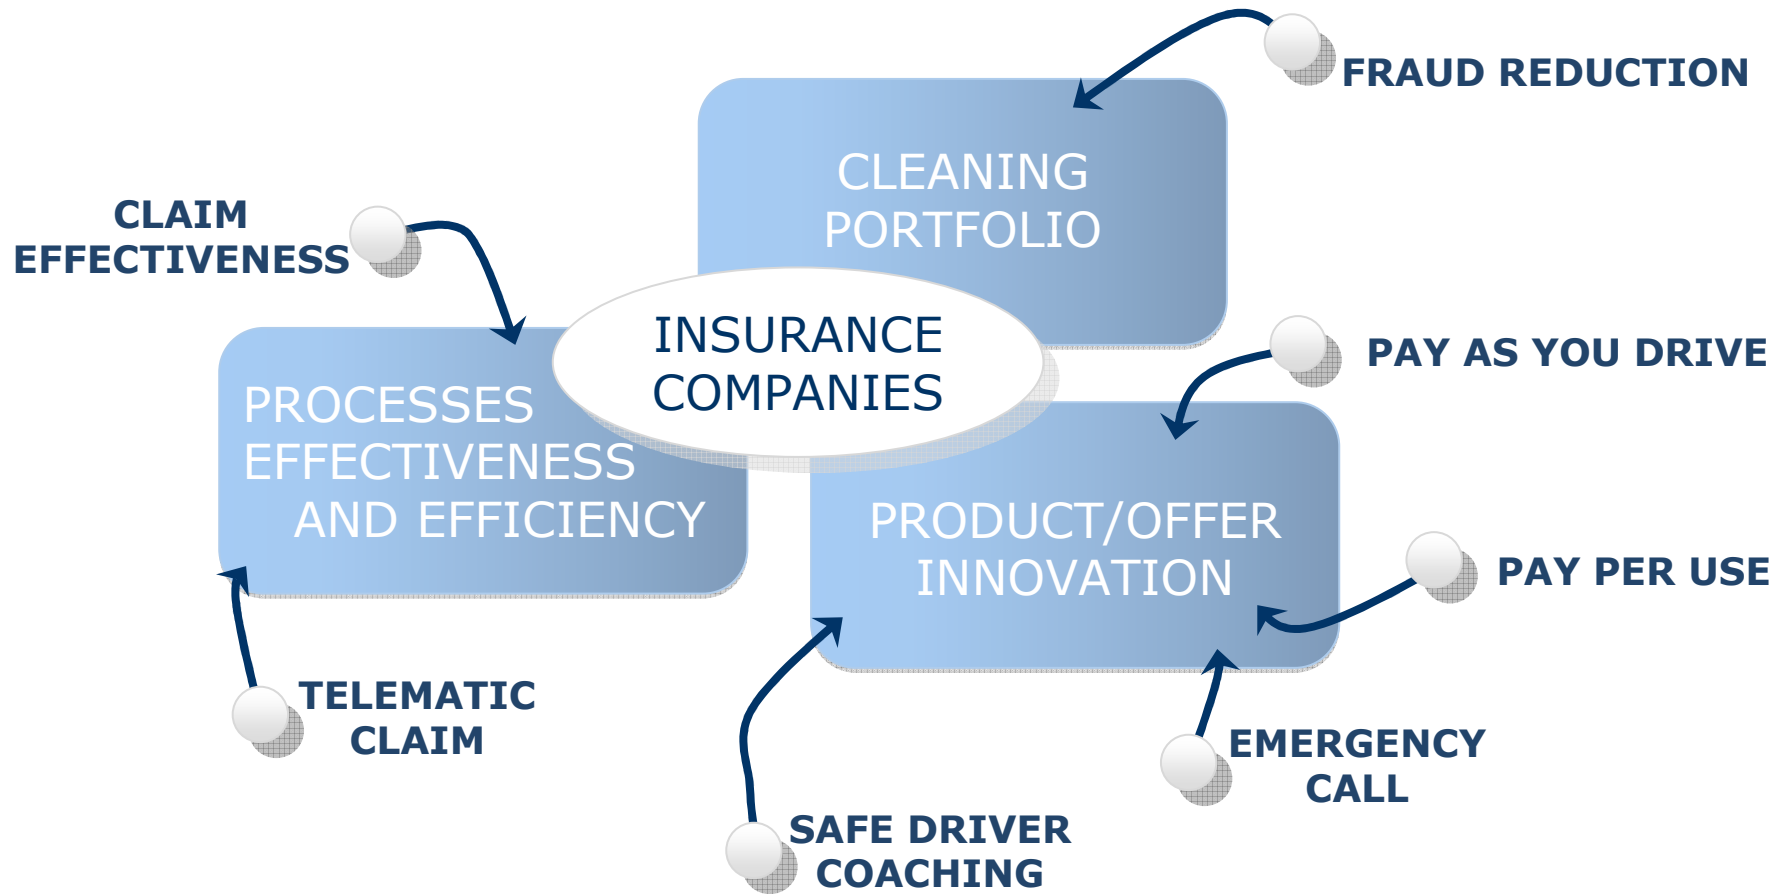 FRAUD REDUCTION
CLEANING
PORTFOLIO
CLAIM
EFFECTIVENESS
INSURANCE
COMPANIES
PAY AS YOU DRIVE
PROCESSES
EFFECTIVENESS
AND EFFICIENCY
PRODUCT/OFFER
INNOVATION
PAY PER USE
TELEMATIC
CLAIM
EMERGENCY
CALL
SAFE DRIVER
COACHING